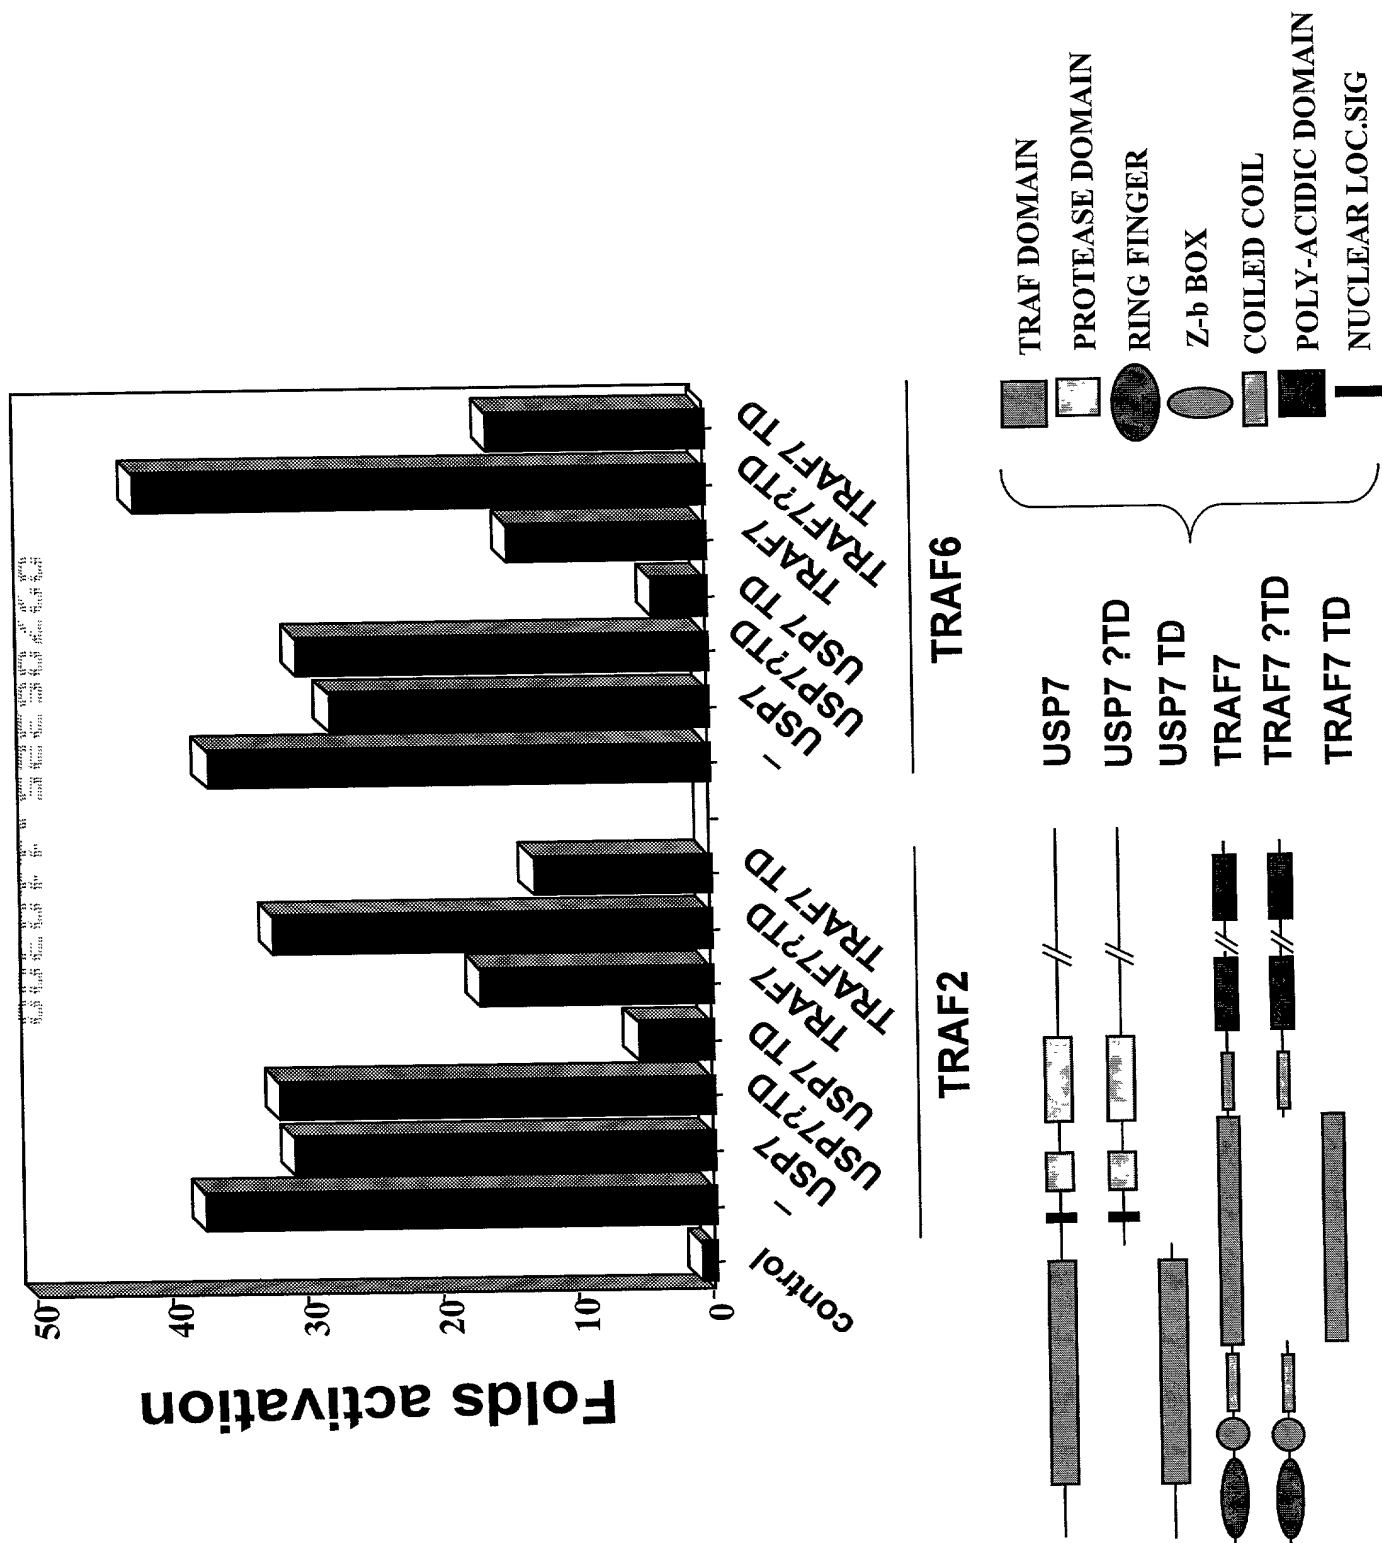 Folds activation
50
40
30
20
10
0
control
–
USP7
USP7?TD
USP7 TD
TRAF7
TRAF7?TD
TRAF7 TD
–
USP7
USP7?TD
USP7 TD
TRAF7
TRAF7?TD
TRAF7 TD
TRAF2
TRAF6
USP7
USP7 ?TD
USP7 TD
TRAF7
TRAF7 ?TD
TRAF7 TD
TRAF DOMAIN
PROTEASE DOMAIN
RING FINGER
Z-b BOX
COILED COIL
POLY-ACIDIC DOMAIN
NUCLEAR LOC.SIG